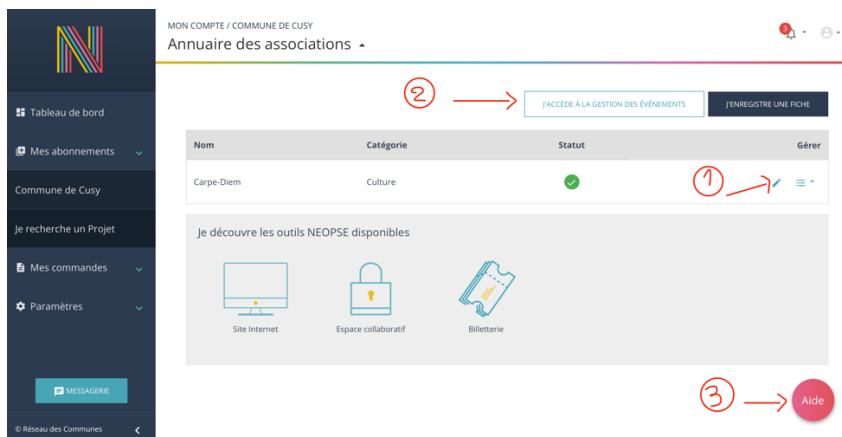 MON COMPTE / COMMUNE DE CUSY
Annuaire des associations
3
Tableau de bord
Mes abonnements
Commune de Cusy
Je recherche un Projet
Mes commandes
Paramètres
MESSAGERIE
© Réseau des Communes
2
J'ACCÈDE À LA GESTION DES ÉVÉNEMENTS
J'ENREGISTRE UNE FICHE
Nom Catégorie Statut Gérer
Carpe-Diem Culture
1
Je découvre les outils NEOPSE disponibles
Site Internet Espace collaboratif Billetterie
3
Aide